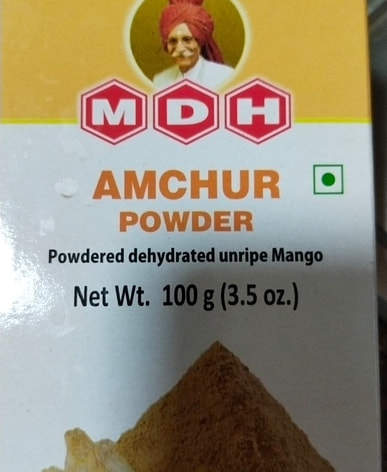 MDH
AMCHUR
POWDER
Powdered dehydrated unripe Mango
Net Wt. 100 g (3.5 oz.)